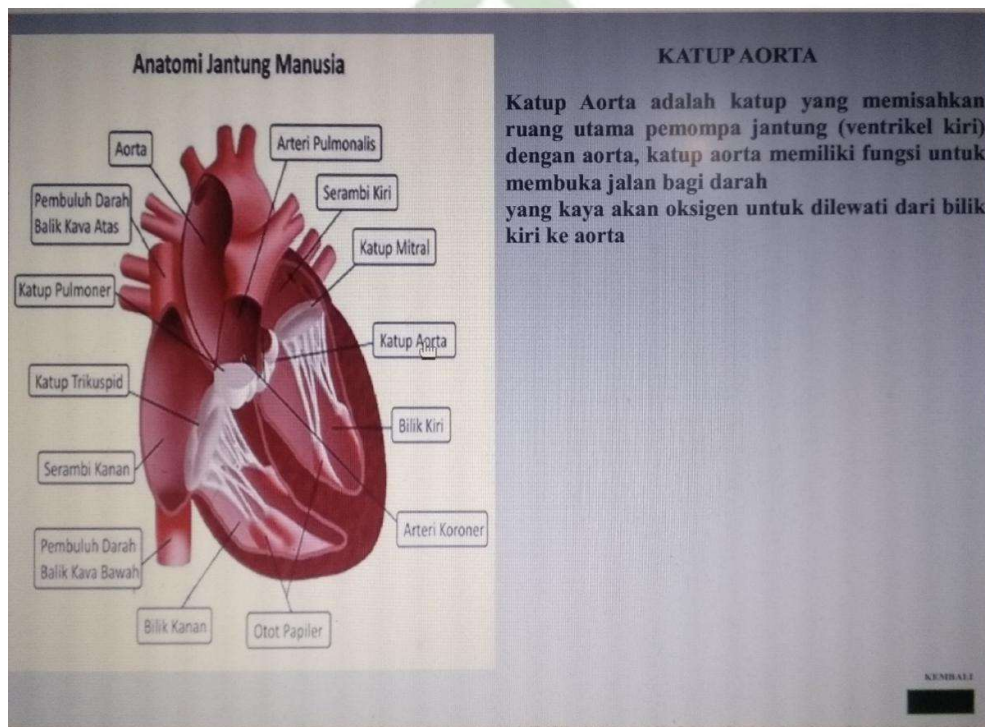 Anatomi Jantung Manusia
Aorta
Arteri Pulmonalis
Pembuluh Darah
Balik Kava Atas
Serambi Kiri
Katup Mitral
Katup Pulmoner
Katup Aorta
Katup Trikuspid
Bilik Kiri
Serambi Kanan
Arteri Koroner
Pembuluh Darah
Balik Kava Bawah
Bilik Kanan
Otot Papiler
KATUP AORTA
Katup Aorta adalah katup yang memisahkan
ruang utama pemompa jantung (ventrikel kiri)
dengan aorta, katup aorta memiliki fungsi untuk
membuka jalan bagi darah
yang kaya akan oksigen untuk dilewati dari bilik
kiri ke aorta
KEMBALI